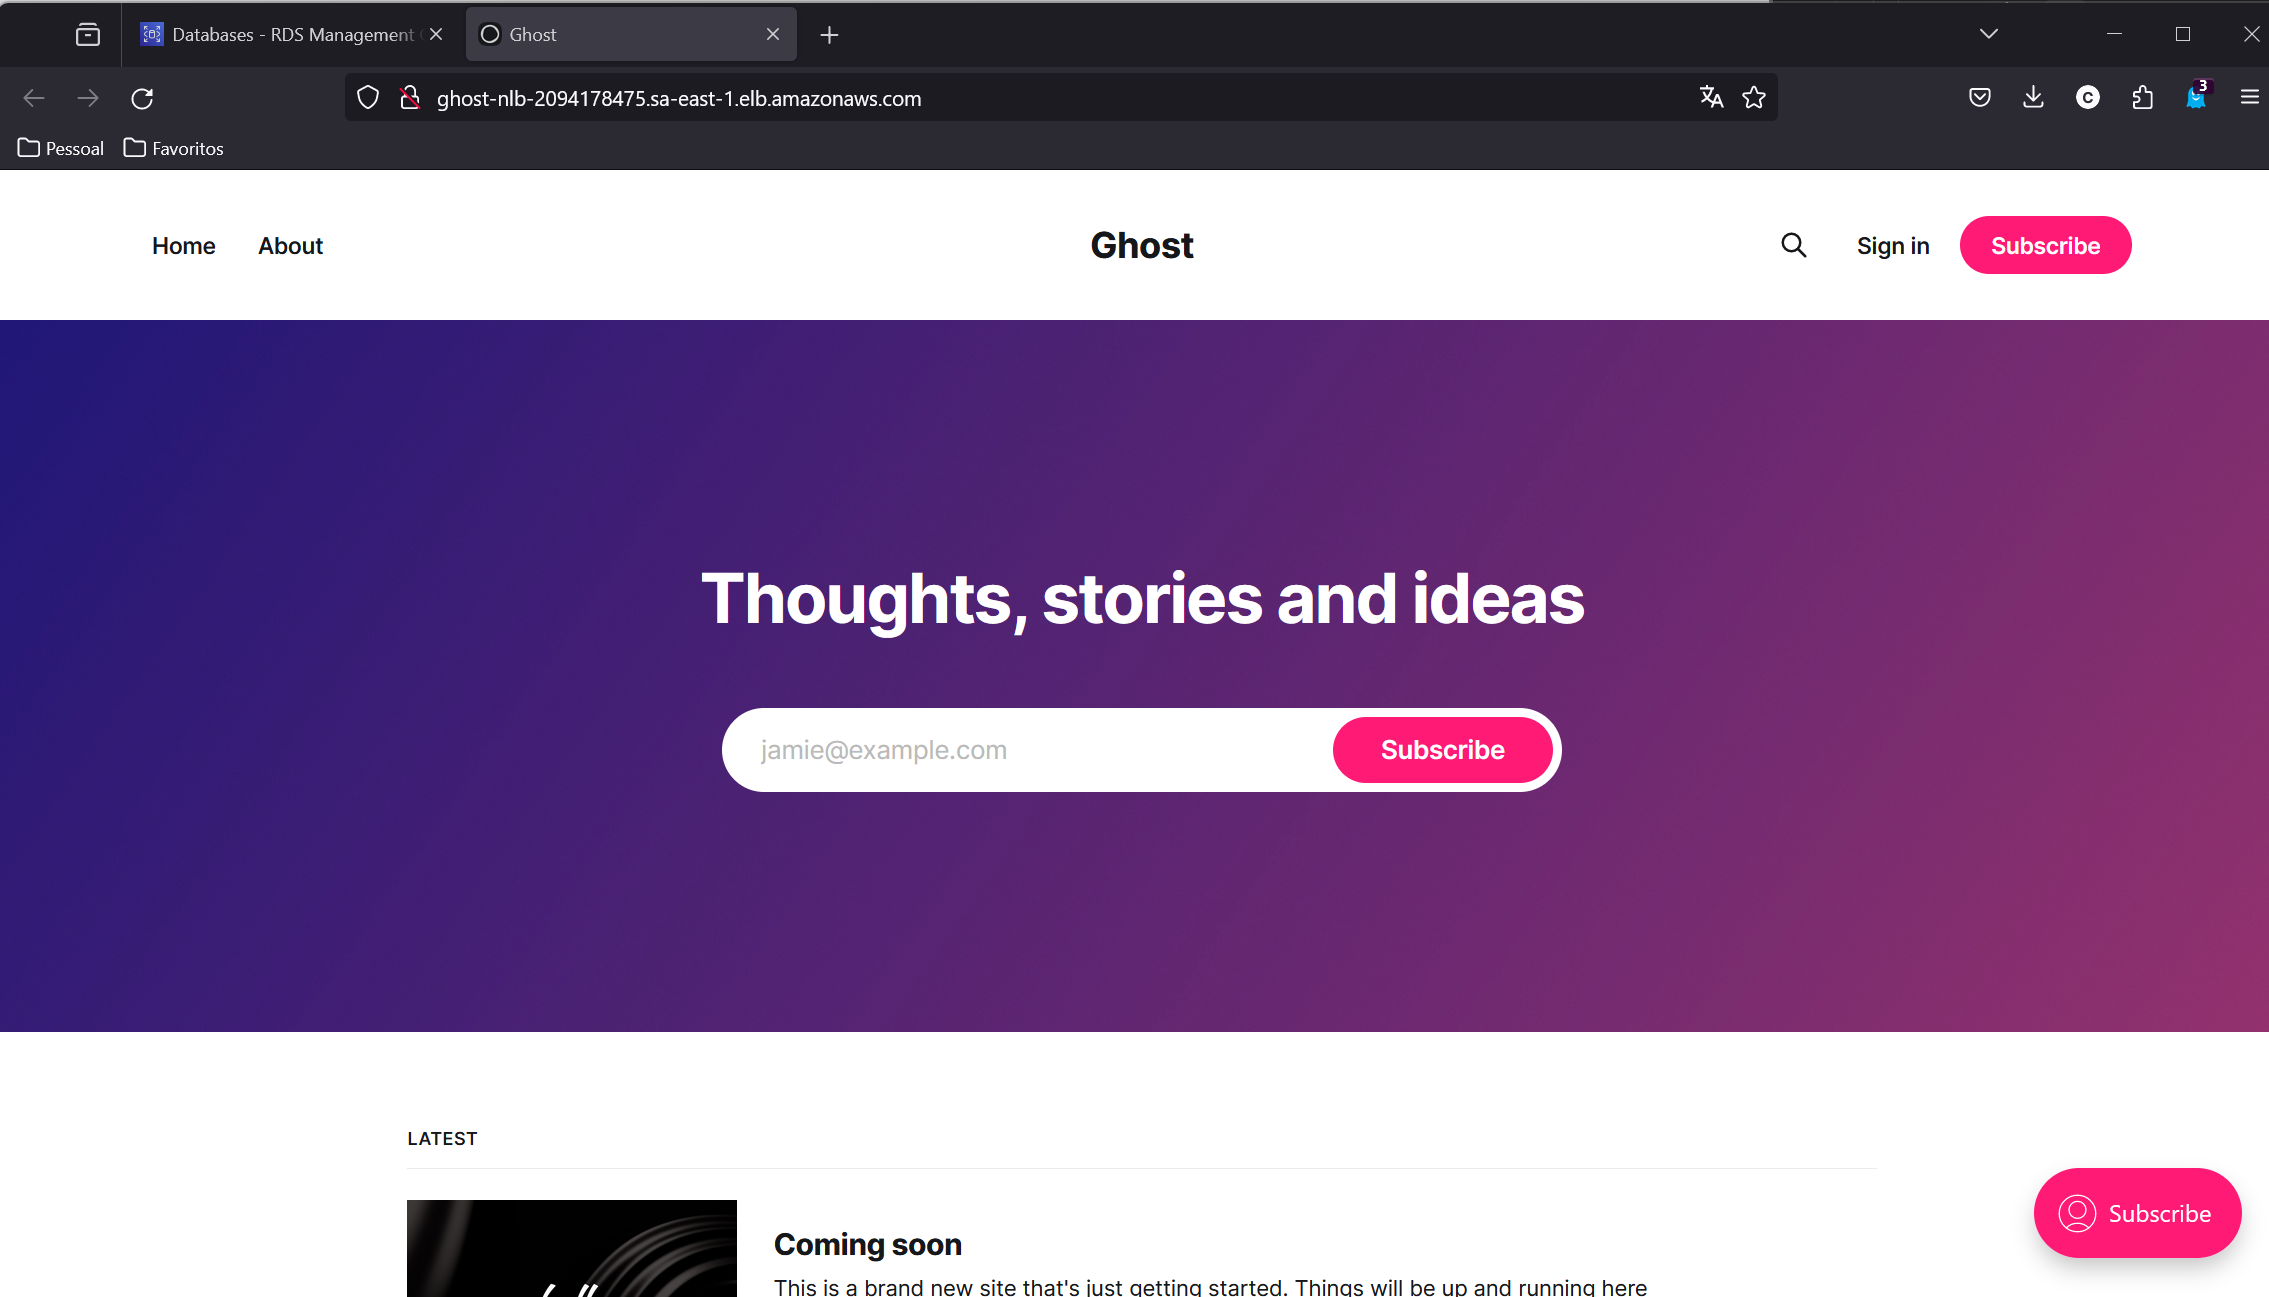 Databases - RDS Management
Ghost
ghost-nlb-2094178475.sa-east-1.elb.amazonaws.com
3
Pessoal
Favoritos
Home
About
Ghost
Sign in
Subscribe
Thoughts, stories and ideas
jamie@example.com
Subscribe
LATEST
Coming soon
This is a brand new site that's just getting started. Things will be up and running here
Subscribe